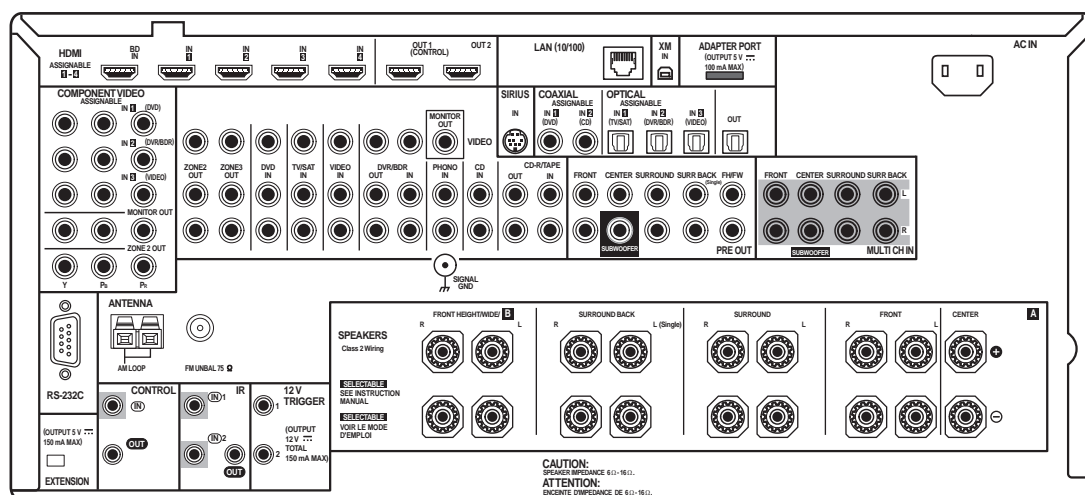 HDMI
ASSIGNABLE
1 - 4
BD
IN
IN
1
IN
2
IN
3
IN
4
OUT 1
(CONTROL)
OUT 2
LAN (10/100)
XM
IN
ADAPTER PORT
(OUTPUT 5 V
100 mA MAX)
AC IN
COMPONENT VIDEO
ASSIGNABLE
IN 1 (DVD)
IN 2 (DVR/BDR)
IN 3 (VIDEO)
MONITOR OUT
ZONE 2 OUT
Y PB PR
MONITOR
OUT
VIDEO
SIRIUS
IN
COAXIAL
ASSIGNABLE
IN 1
(DVD)
IN 2
(CD)
OPTICAL
ASSIGNABLE
IN 1
(TV/SAT)
IN 2
(DVR/BDR)
IN 3
(VIDEO)
OUT
ZONE2
OUT
ZONE3
OUT
DVD
IN
TV/SAT
IN
VIDEO
IN
DVR/BDR
OUT IN
PHONO
IN
CD
IN
CD-R/TAPE
OUT IN
FRONT CENTER SURROUND SURR BACK FH/FW
(Single)
SUBWOOFER
PRE OUT
FRONT CENTER SURROUND SURR BACK
L
R
SUBWOOFER
MULTI CH IN
SIGNAL
GND
RS-232C
ANTENNA
AM LOOP
FM UNBAL 75 Ω
SPEAKERS
Class 2 Wiring
SELECTABLE
SEE INSTRUCTION
MANUAL
SELECTABLE
VOIR LE MODE
D'EMPLOI
FRONT HEIGHT/WIDE/ B
R L
SURROUND BACK
R L (Single)
SURROUND
R L
FRONT
R L
CENTER
A
+
−
(OUTPUT 5 V
150 mA MAX)
EXTENSION
CONTROL
IN
OUT
IR
IN 1
IN 2
OUT
12 V
TRIGGER
1
(OUTPUT
12 V
TOTAL
150 mA MAX)
2
CAUTION:
SPEAKER IMPEDANCE 6Ω-16Ω.
ATTENTION:
ENCEINTE D'IMPEDANCE DE 6Ω-16Ω.